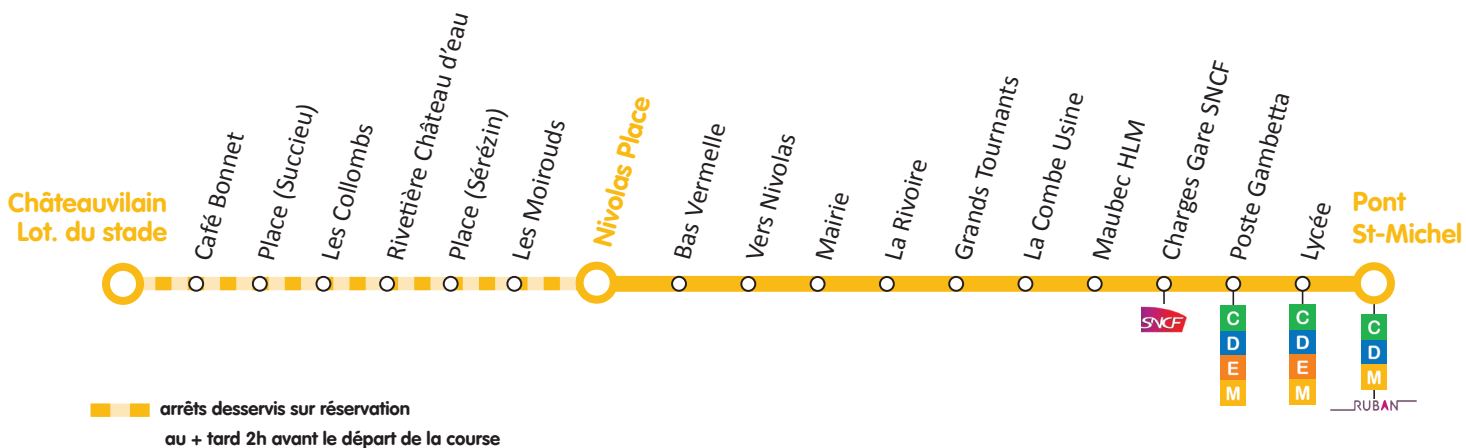 Châteauvilain
Lot. du stade
Café Bonnet
Place (Succieu)
Les Collombs
Rivetière Château d'eau
Place (Sérézin)
Les Moirouds
Nivolas Place
Bas Vermelle
Vers Nivolas
Mairie
La Rivoire
Grands Tournants
La Combe Usine
Maubec HLM
Charges Gare SNCF
Poste Gambetta
Lycée
Pont
St-Michel
SNCF
C
D
E
M
C
D
E
M
C
D
M
RUBAN
arrêts desservis sur réservation
au + tard 2h avant le départ de la course